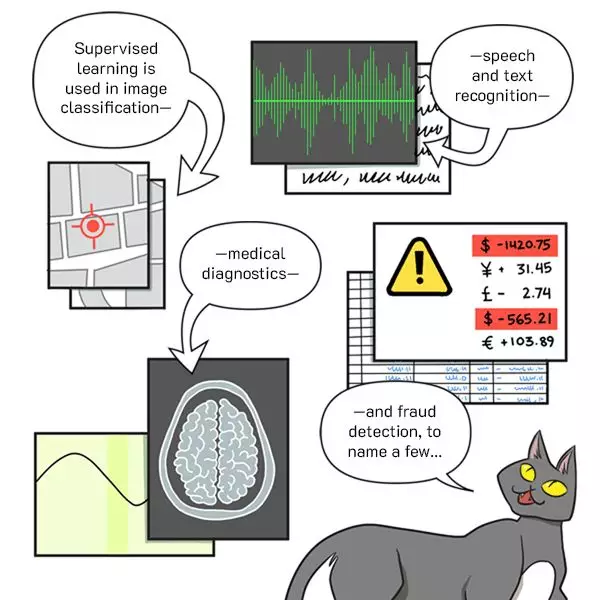 Supervised
learning is
used in image
classification—
—speech
and text
recognition—
—medical
diagnostics—
$ -1420.75
¥ + 31.45
£ - 2.74
$ -565.21
€ +103.89
—and fraud
detection, to
name a few...